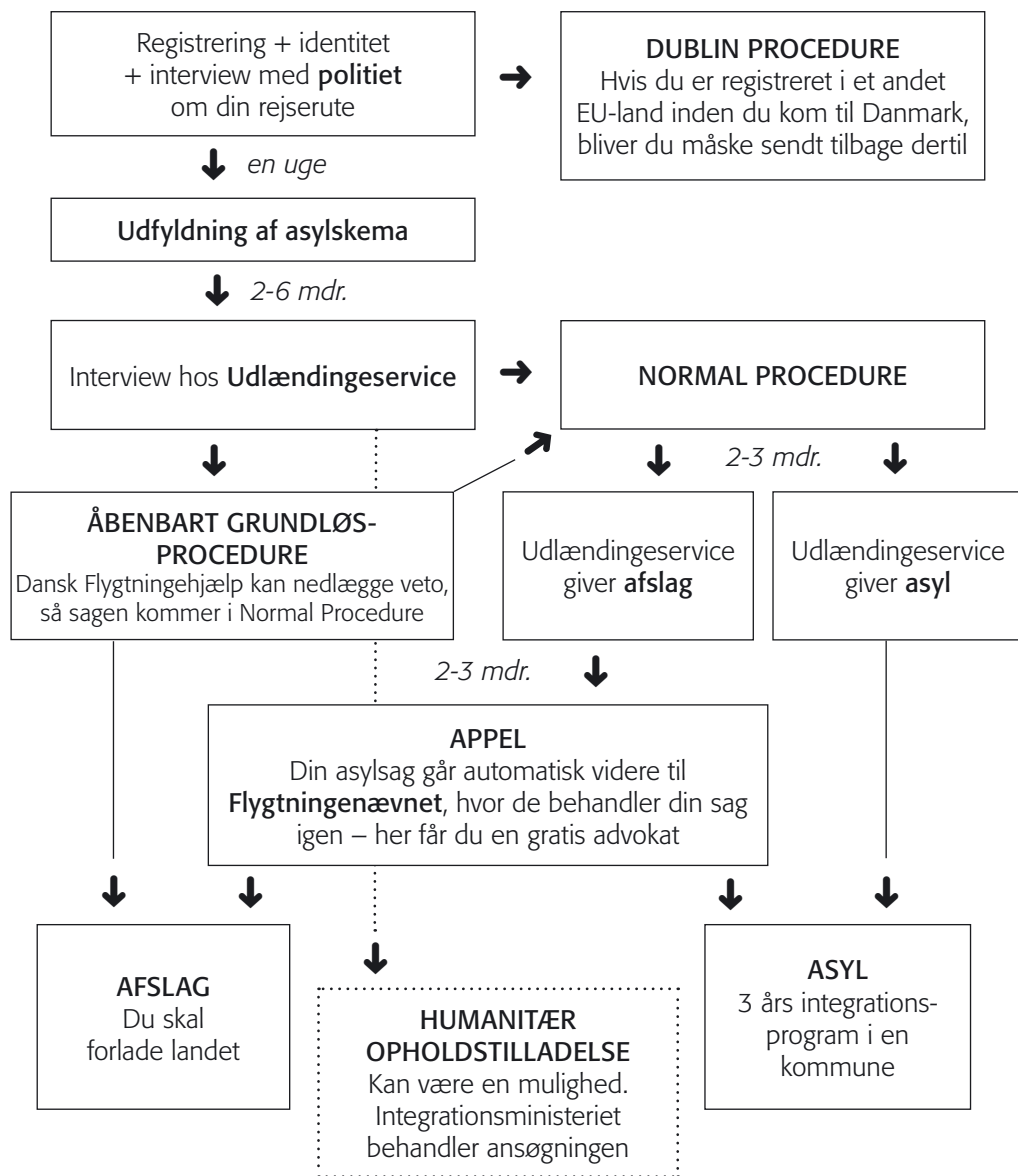 Registrering + identitet
+ interview med politiet
om din rejserute
DUBLIN PROCEDURE
Hvis du er registreret i et andet
EU-land inden du kom til Danmark,
bliver du måske sendt tilbage dertil
en uge
Udfyldning af asylskema
2-6 mdr.
Interview hos Udlændingeservice
NORMAL PROCEDURE
2-3 mdr.
ÅBENBART GRUNDLØS-
PROCEDURE
Dansk Flygtningehjælp kan nedlægge veto,
så sagen kommer i Normal Procedure
Udlændingeservice
giver afslag
Udlændingeservice
giver asyl
2-3 mdr.
APPEL
Din asylsag går automatisk videre til
Flygtningenævnet, hvor de behandler din sag
igen – her får du en gratis advokat
AFSLAG
Du skal
forlade landet
HUMANITÆR
OPHOLDSTILLADELSE
Kan være en mulighed.
Integrationsministeriet
behandler ansøgningen
ASYL
3 års integrations-
program i en
kommune